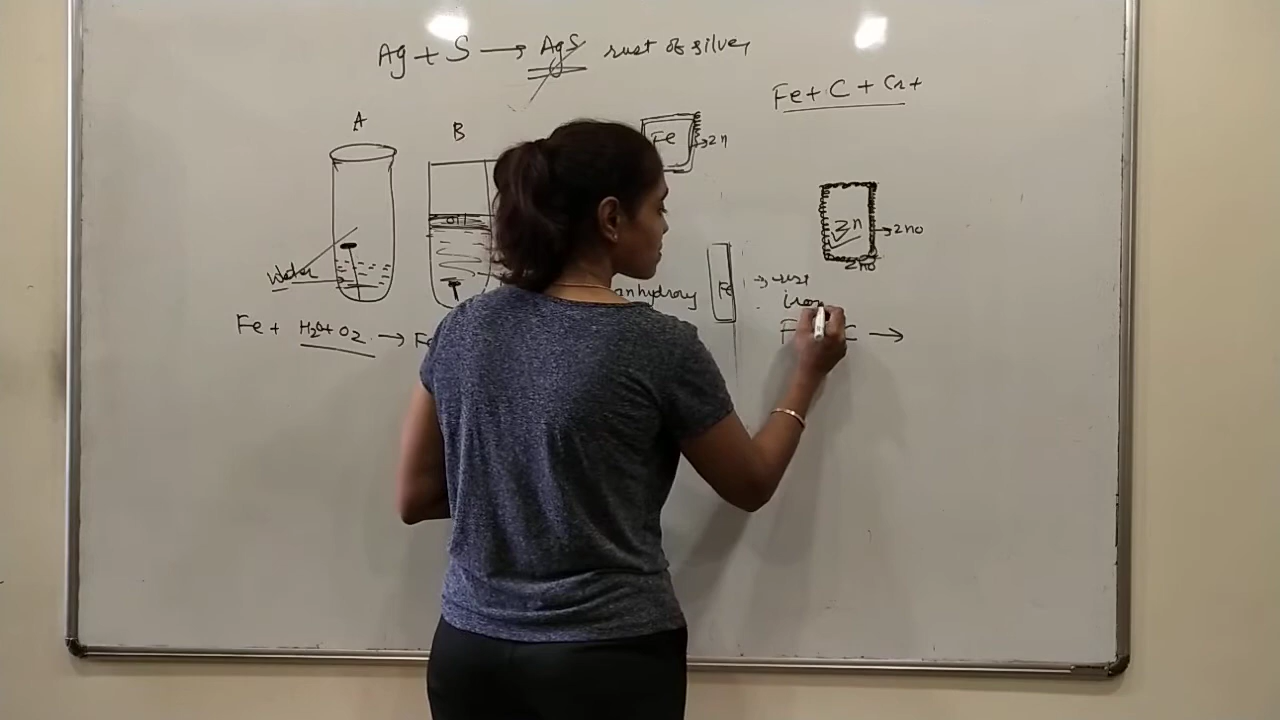 Ag + S → AgS rust of silver
Fe + C + Cr +
A
B
Fe
→ Zn
oil
Zn
→ ZnO
ZnO
Water
anhydrous
Fe
→ rust
iron
Fe + H₂O + O₂ → Fe
C →